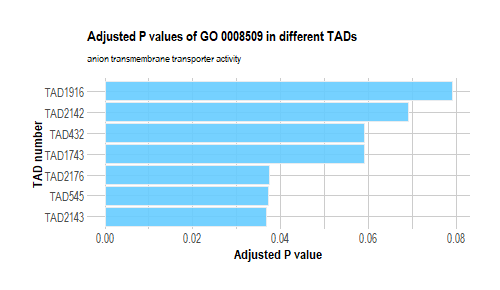 Adjusted P values of GO 0008509 in different TADs
anion transmembrane transporter activity
TAD number
TAD1916
TAD2142
TAD432
TAD1743
TAD2176
TAD545
TAD2143
0.00 0.02 0.04 0.06 0.08
Adjusted P value